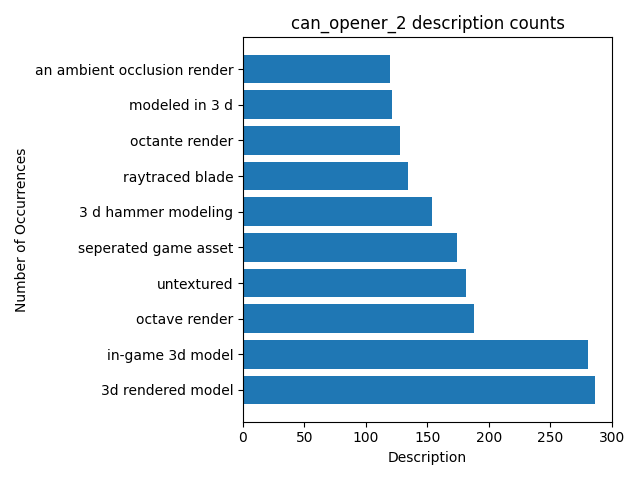 can_opener_2 description counts
Number of Occurrences
an ambient occlusion render
modeled in 3 d
octante render
raytraced blade
3 d hammer modeling
seperated game asset
untextured
octave render
in-game 3d model
3d rendered model
0 50 100 150 200 250 300
Description